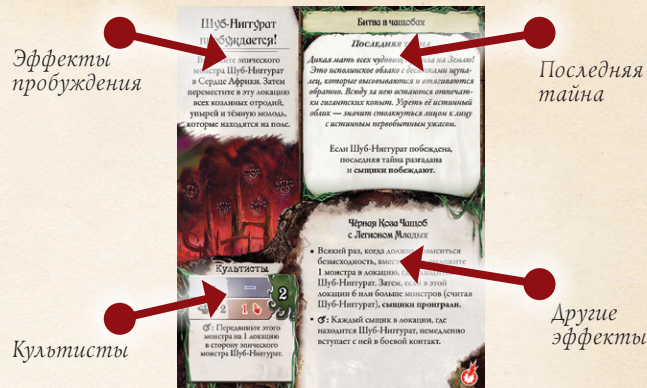 Эффекты
пробуждения
Шуб-Ниггурат
пробуждается!
эпического
монстра Шуб-Ниггурат
в Сердце Африки. Затем
переместите в эту локацию
всех козлиных отродий,
упырей и тёмную молодь,
которые находятся на поле.
Битва в чащобах
Последняя
Дикая мать всех чудовищ на Землю!
Это исполинское облако с щупа-
лец, которые высовываются и втягиваются
обратно. Всюду за нею остаются отпечат-
ки гигантских копыт. Узреть её истинный
облик — значит столкнуться лицом к лицу
с истинным первобытным ужасом.
Если Шуб-Ниггурат побеждена,
последняя тайна разгадана
и сыщики побеждают.
Последняя
тайна
Чёрная Коза Чащоб
с Легионом Младых
• Всякий раз, когда должна повыситься
безысходность,
1 монстра в локацию,
Шуб-Ниггурат. Затем, если в этой
локации 6 или больше монстров (считая
Шуб-Ниггурат), сыщики проиграли.
• : Каждый сыщик в локации, где
находится Шуб-Ниггурат, немедленно
вступает с ней в боевой контакт.
Культисты
–
2
2 1
: Передвиньте этого
монстра на 1 локацию
в сторону эпического
монстра Шуб-Ниггурат.
Культисты
Другие
эффекты